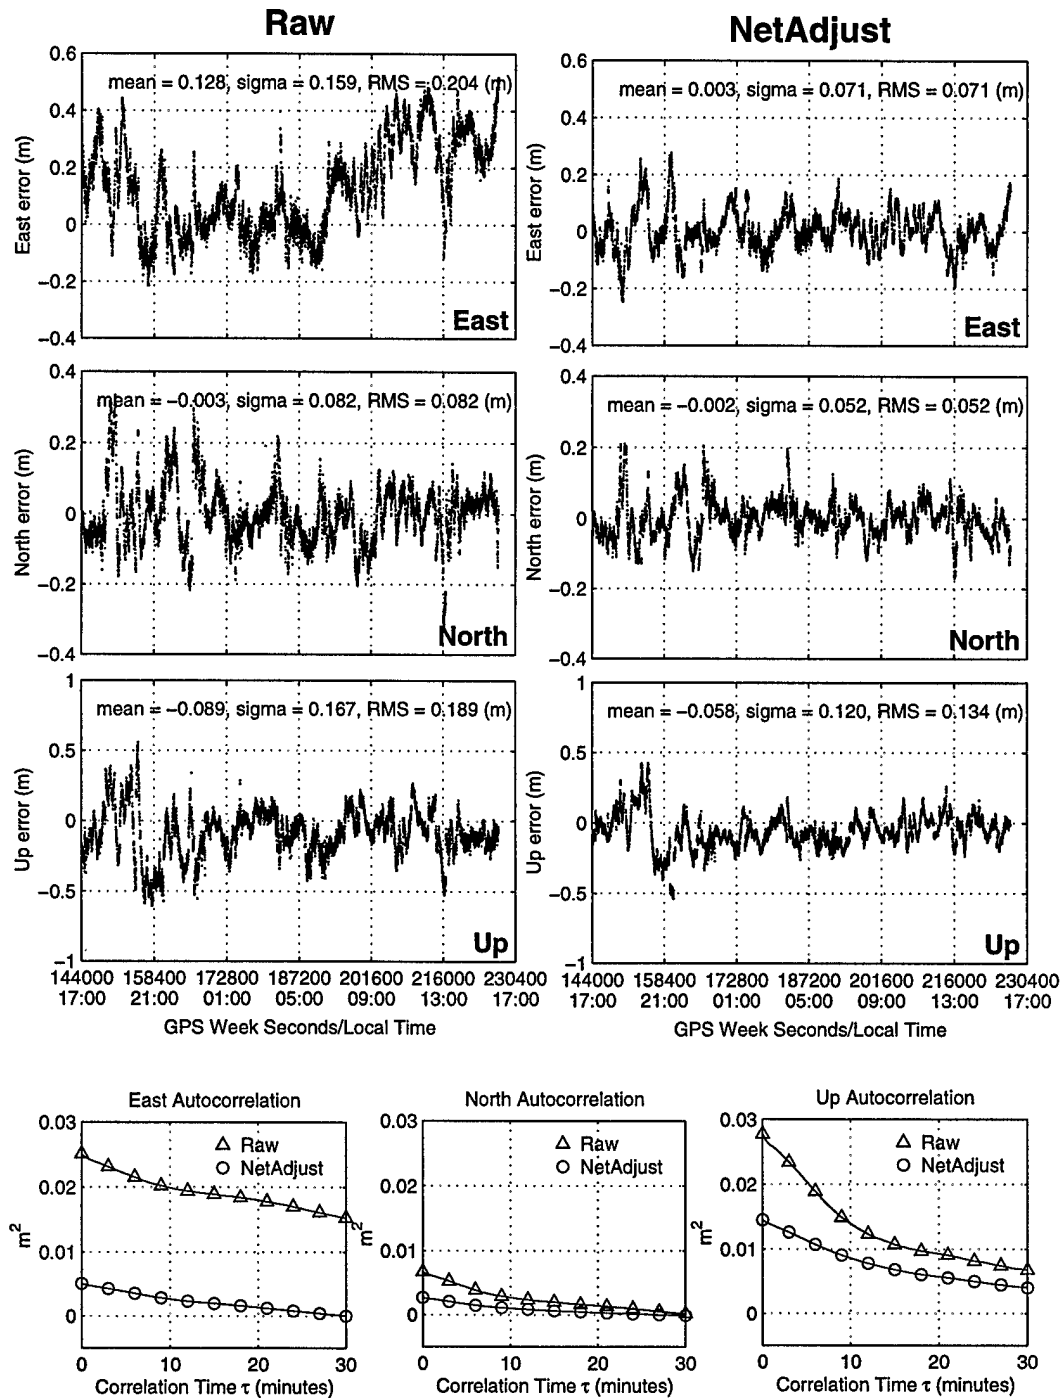 Raw
NetAdjust
0.6
0.4
0.2
0
−0.2
−0.4
East error (m)
mean = 0.128, sigma = 0.159, RMS = 0.204 (m)
East
0.6
0.4
0.2
0
−0.2
−0.4
East error (m)
mean = 0.003, sigma = 0.071, RMS = 0.071 (m)
East
0.4
0.2
0
−0.2
−0.4
North error (m)
mean = −0.003, sigma = 0.082, RMS = 0.082 (m)
North
0.4
0.2
0
−0.2
−0.4
North error (m)
mean = −0.002, sigma = 0.052, RMS = 0.052 (m)
North
1
0.5
0
−0.5
−1
Up error (m)
mean = −0.089, sigma = 0.167, RMS = 0.189 (m)
Up
144000 158400 172800 187200 201600 216000 230400
17:00 21:00 01:00 05:00 09:00 13:00 17:00
GPS Week Seconds/Local Time
1
0.5
0
−0.5
−1
Up error (m)
mean = −0.058, sigma = 0.120, RMS = 0.134 (m)
Up
144000 158400 172800 187200 201600 216000 230400
17:00 21:00 01:00 05:00 09:00 13:00 17:00
GPS Week Seconds/Local Time
East Autocorrelation
0.03
0.02
0.01
0
m²
Raw
NetAdjust
0 10 20 30
Correlation Time τ (minutes)
North Autocorrelation
0.03
0.02
0.01
0
m²
Raw
NetAdjust
0 10 20 30
Correlation Time τ (minutes)
Up Autocorrelation
0.03
0.02
0.01
0
m²
Raw
NetAdjust
0 10 20 30
Correlation Time τ (minutes)